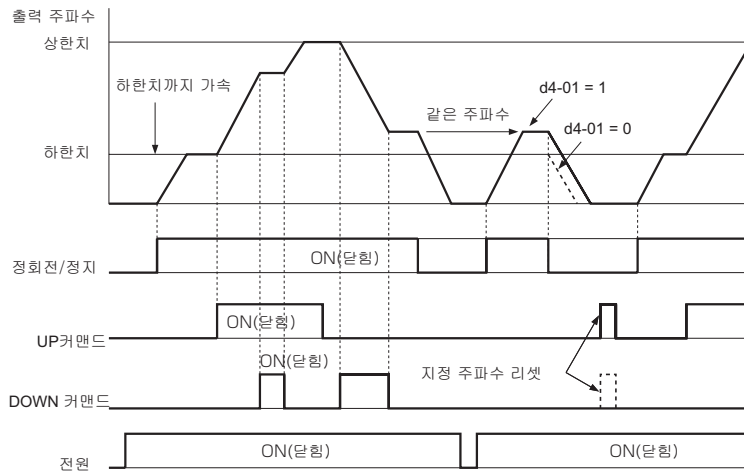 출력 주파수
상한치
하한치까지 가속
d4-01 = 1
같은 주파수
d4-01 = 0
하한치
ON(닫힘)
정회전/정지
ON(닫힘)
UP커맨드
ON(닫힘)
지정 주파수 리셋
DOWN 커맨드
ON(닫힘)
ON(닫힘)
전원